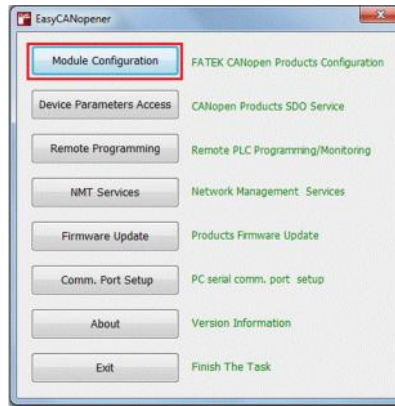 EasyCANopener
Module Configuration FATEK CANopen Products Configuration
Device Parameters Access CANopen Products SDO Service
Remote Programming Remote PLC Programming/Monitoring
NMT Services Network Management Services
Firmware Update Products Firmware Update
Comm. Port Setup PC serial comm. port setup
About Version Information
Exit Finish The Task